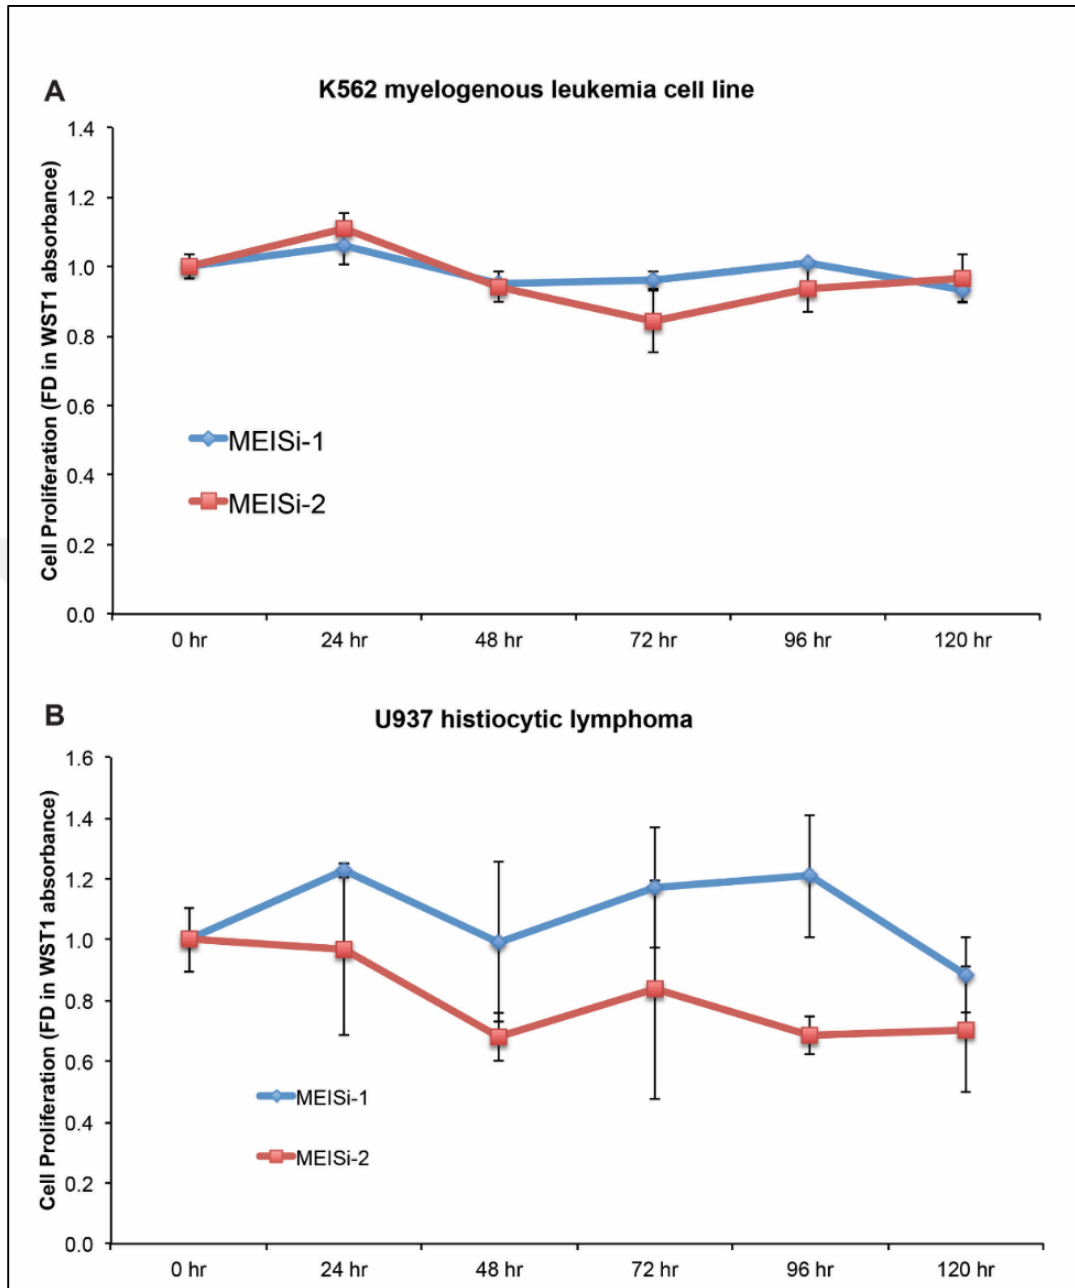 A
K562 myelogenous leukemia cell line
Cell Proliferation (FD in WST1 absorbance)
1.4
1.2
1.0
0.8
0.6
0.4
0.2
0.0
MEISi-1
MEISi-2
0 hr 24 hr 48 hr 72 hr 96 hr 120 hr
B
U937 histiocytic lymphoma
Cell Proliferation (FD in WST1 absorbance)
1.6
1.4
1.2
1.0
0.8
0.6
0.4
0.2
0.0
MEISi-1
MEISi-2
0 hr 24 hr 48 hr 72 hr 96 hr 120 hr